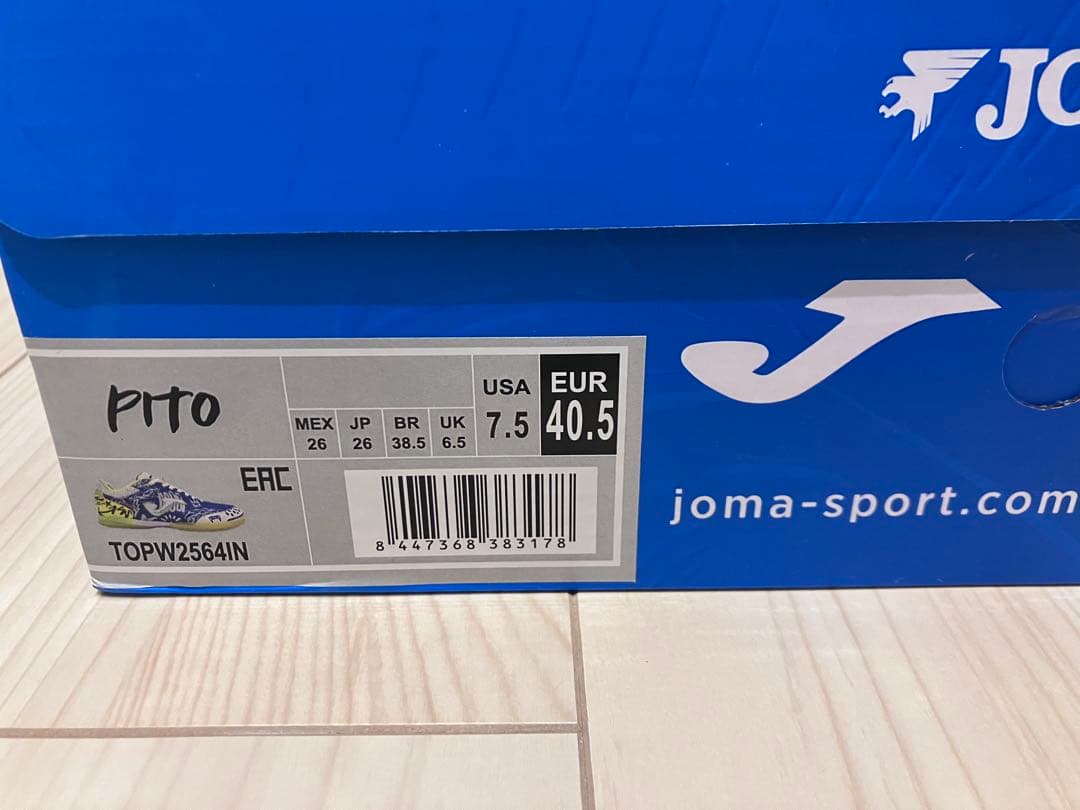 JO
PITO
MEX JP BR UK USA EUR
26 26 38.5 6.5 7.5 40.5
EAC
TOPW2564IN
8 447368 383178
joma-sport.com